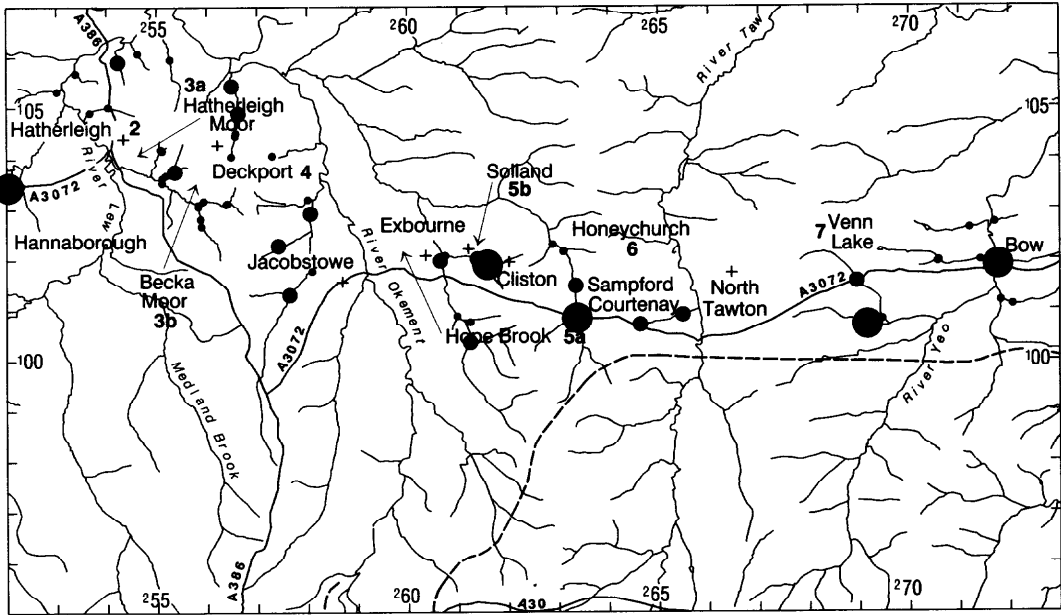 A386
255
260
265
270
River Taw
3a
Hatherleigh
Moor
105
105
Hatherleigh
2
River Lew
A3072
Deckport 4
Solland
5b
Hannaborough
Exbourne
Honeychurch
6
7
Venn
Lake
Bow
Jacobstowe
River Okement
Cliston
Becka
Moor
3b
Sampford
Courtenay
North
Tawton
A3072
Hope Brook
5a
A3072
100
100
River Yeo
Medland Brook
A386
255
260
A30
265
270